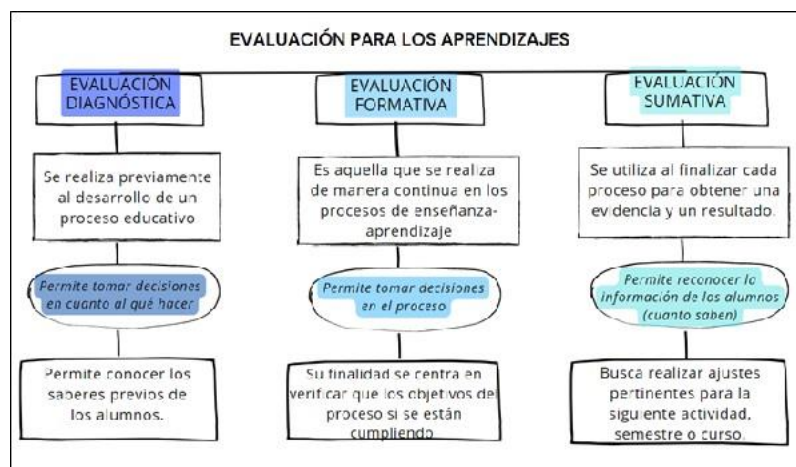 EVALUACIÓN PARA LOS APRENDIZAJES
EVALUACIÓN
DIAGNÓSTICA
Se realiza previamente
al desarrollo de un
proceso educativo
Permite tomar decisiones
en cuanto al qué hacer
Permite conocer los
saberes previos de
los alumnos.
EVALUACIÓN
FORMATIVA
Es aquella que se realiza
de manera continua en los
procesos de enseñanza-
aprendizaje
Permite tomar decisiones
en el proceso
Su finalidad se centra en
verificar que los objetivos del
proceso si se están
cumpliendo
EVALUACIÓN
SUMATIVA
Se utiliza al finalizar cada
proceso para obtener una
evidencia y un resultado.
Permite reconocer la
información de los alumnos
(cuanto saben)
Busca realizar ajustes
pertinentes para la
siguiente actividad,
semestre o curso.